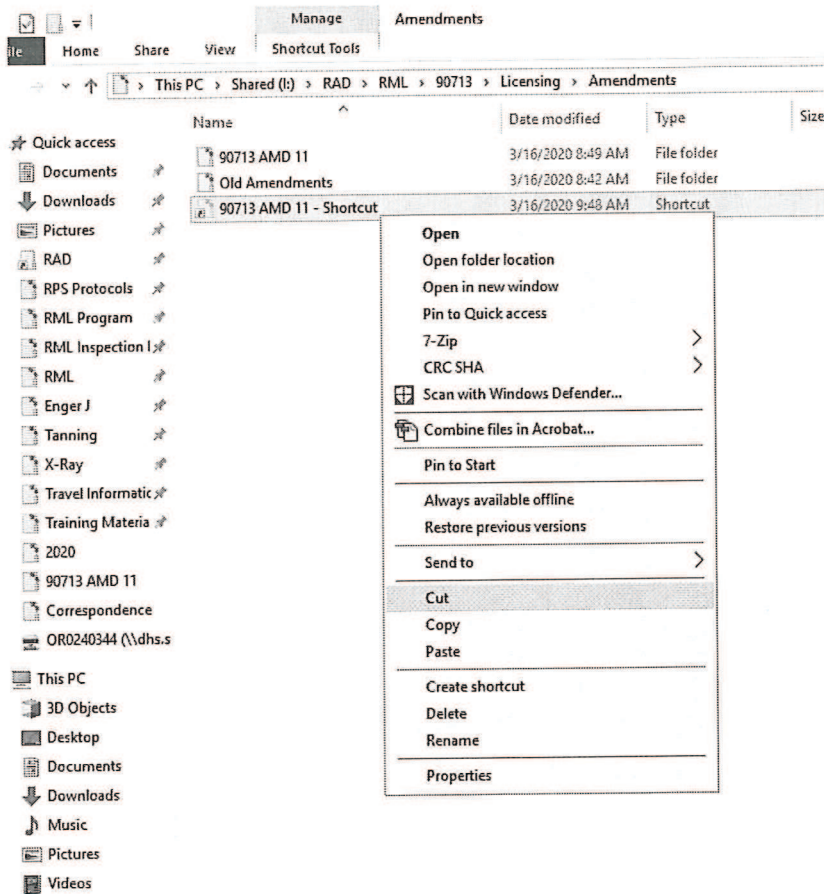 Manage
Amendments
ile
Home
Share
View
Shortcut Tools
This PC > Shared (I:) > RAD > RML > 90713 > Licensing > Amendments
Name
Date modified
Type
Size
90713 AMD 11
3/16/2020 8:49 AM
File folder
Old Amendments
3/16/2020 8:42 AM
File folder
90713 AMD 11 - Shortcut
3/16/2020 9:48 AM
Shortcut
Quick access
Documents
Downloads
Pictures
RAD
RPS Protocols
RML Program
RML Inspection I
RML
Enger J
Tanning
X-Ray
Travel Informatic
Training Materia
2020
90713 AMD 11
Correspondence
OR0240344 (\\dhs.s
This PC
3D Objects
Desktop
Documents
Downloads
Music
Pictures
Videos
Open
Open folder location
Open in new window
Pin to Quick access
7-Zip
CRC SHA
Scan with Windows Defender...
Combine files in Acrobat...
Pin to Start
Always available offline
Restore previous versions
Send to
Cut
Copy
Paste
Create shortcut
Delete
Rename
Properties